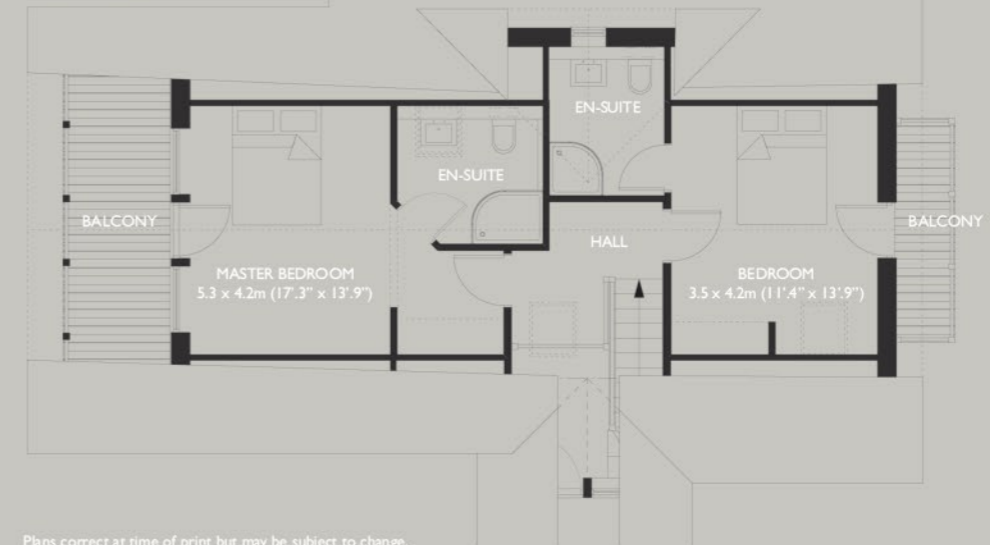 EN-SUITE
EN-SUITE
BALCONY
BALCONY
HALL
MASTER BEDROOM
5.3 x 4.2m (17'.3" x 13'.9")
BEDROOM
3.5 x 4.2m (11'.4" x 13'.9")
Plans correct at time of print but may be subject to change.